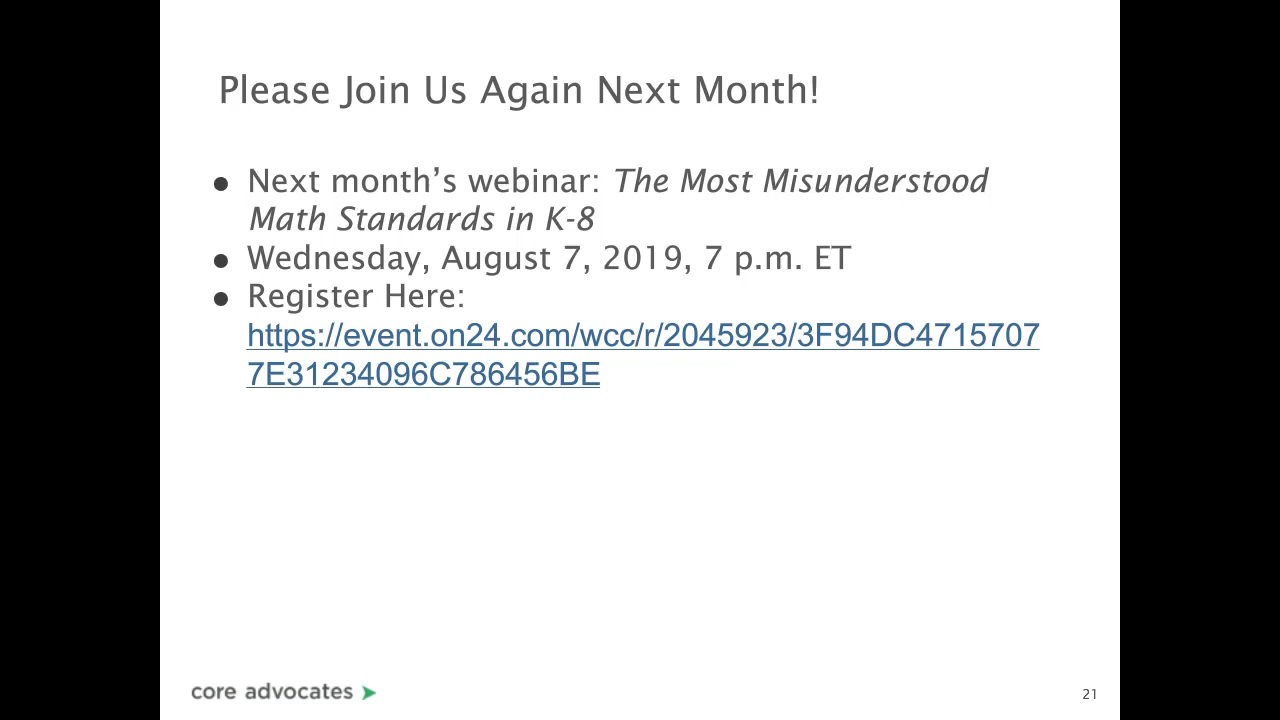 Please Join Us Again Next Month!
● Next month’s webinar: The Most Misunderstood
Math Standards in K-8
● Wednesday, August 7, 2019, 7 p.m. ET
● Register Here:
https://event.on24.com/wcc/r/2045923/3F94DC4715707
7E31234096C786456BE
core advocates
21